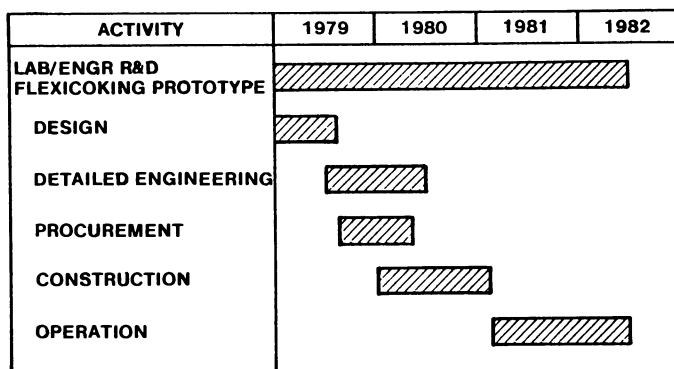 ACTIVITY 1979 1980 1981 1982
LAB/ENGR R&D
FLEXICOKING PROTOTYPE
DESIGN
DETAILED ENGINEERING
PROCUREMENT
CONSTRUCTION
OPERATION